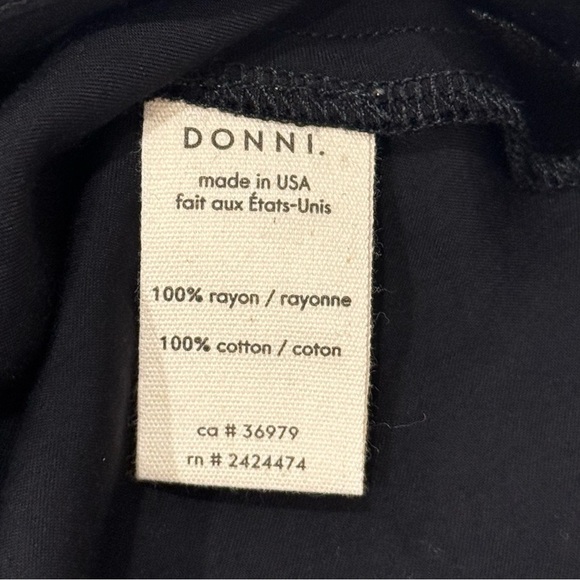 DONNI.
made in USA
fait aux États-Unis
100% rayon / rayonne
100% cotton / coton
ca # 36979
rn # 2424474